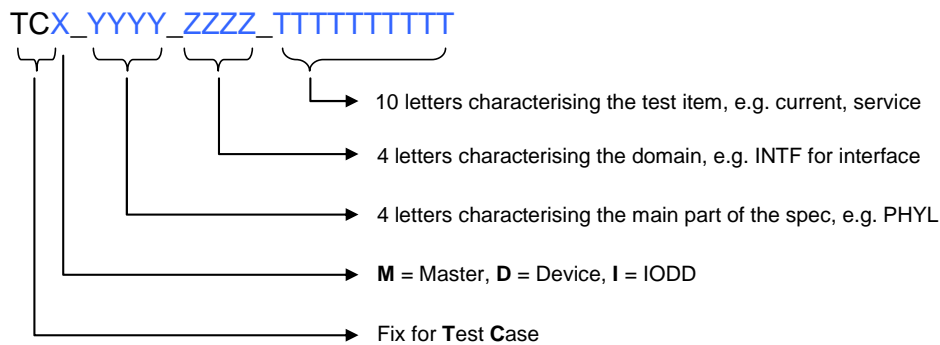 TCX_YYYY_ZZZZ_TTTTTTTTTT
10 letters characterising the test item, e.g. current, service
4 letters characterising the domain, e.g. INTF for interface
4 letters characterising the main part of the spec, e.g. PHYL
M = Master, D = Device, I = IODD
Fix for Test Case